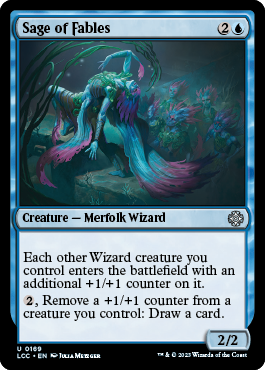 Sage of Fables 2
Creature — Merfolk Wizard
Each other Wizard creature you
control enters the battlefield with an
additional +1/+1 counter on it.
2, Remove a +1/+1 counter from a
creature you control: Draw a card.
2/2
U 0169
LCC • EN Julia Metzger
™ & © 2023 Wizards of the Coast